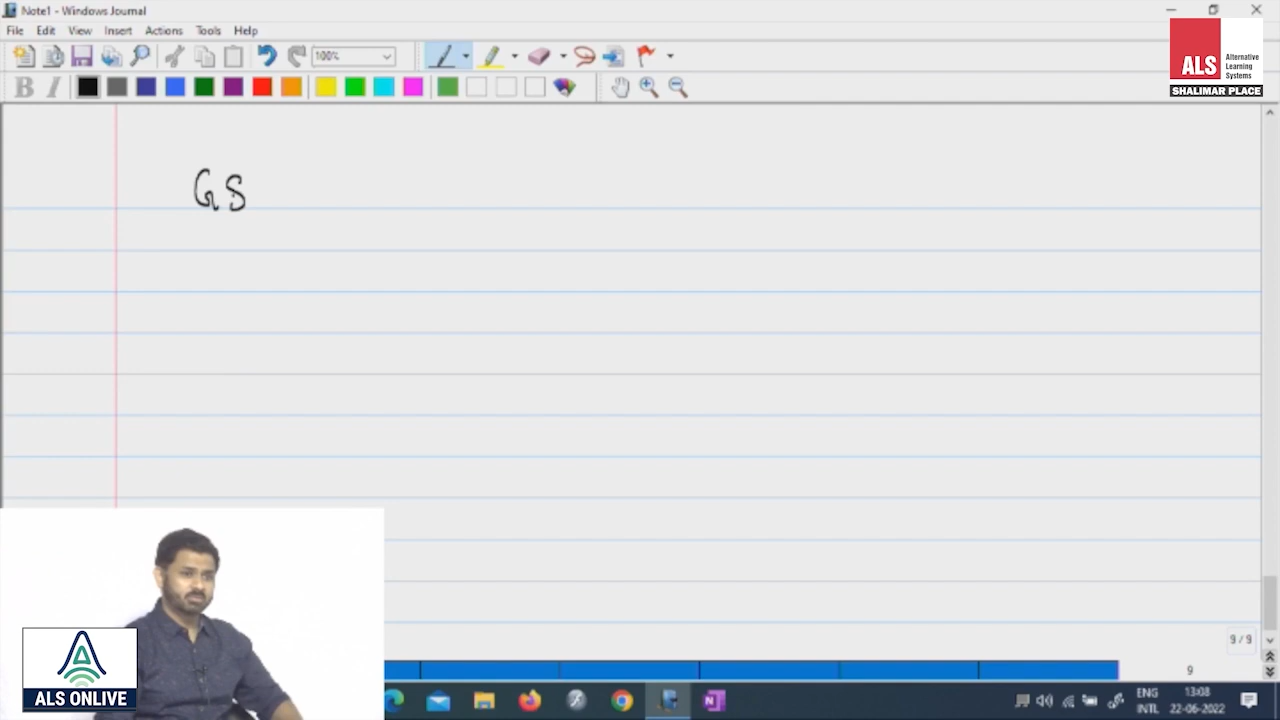 Note1 - Windows Journal
File Edit View Insert Actions Tools Help
100%
B I
ALS Alternative Learning Systems
SHALIMAR PLACE
GS
9 / 9
9
ALS ONLIVE
ENG
INTL
13:08
22-06-2022